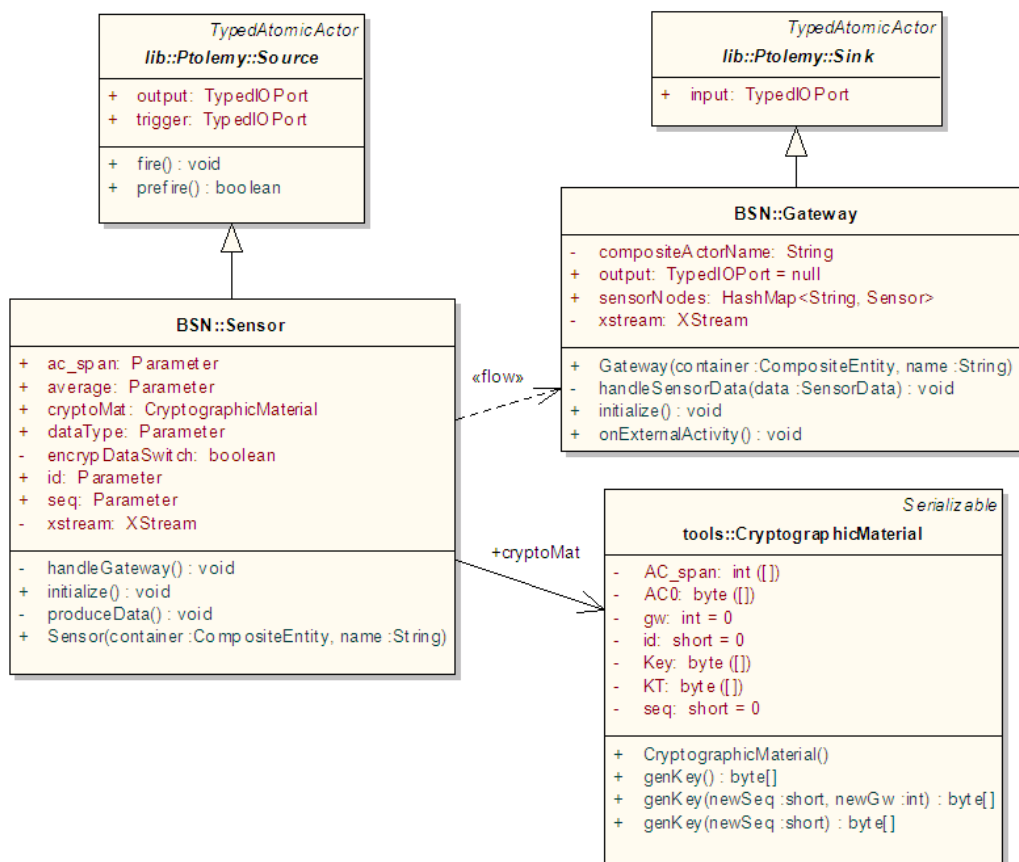 TypedAtomicActor
lib::Ptolemy::Source
+ output: TypedIOPort
+ trigger: TypedIOPort
+ fire() : void
+ prefire() : boolean
TypedAtomicActor
lib::Ptolemy::Sink
+ input: TypedIOPort
BSN::Gateway
- compositeActorName: String
+ output: TypedIOPort = null
+ sensorNodes: HashMap<String, Sensor>
- xstream: XStream
+ Gateway(container :CompositeEntity, name :String)
- handleSensorData(data :SensorData) : void
+ initialize() : void
+ onExternalActivity() : void
BSN::Sensor
+ ac_span: Parameter
+ average: Parameter
+ cryptoMat: CryptographicMaterial
+ dataType: Parameter
- encrypDataSwitch: boolean
+ id: Parameter
+ seq: Parameter
- xstream: XStream
- handleGateway() : void
+ initialize() : void
- produceData() : void
+ Sensor(container :CompositeEntity, name :String)
«flow»
+cryptoMat
Serializable
tools::CryptographicMaterial
- AC_span: int ([])
- AC0: byte ([])
- gw: int = 0
- id: short = 0
- Key: byte ([])
- KT: byte ([])
- seq: short = 0
+ CryptographicMaterial()
+ genKey() : byte[]
+ genKey(newSeq :short, newGw :int) : byte[]
+ genKey(newSeq :short) : byte[]